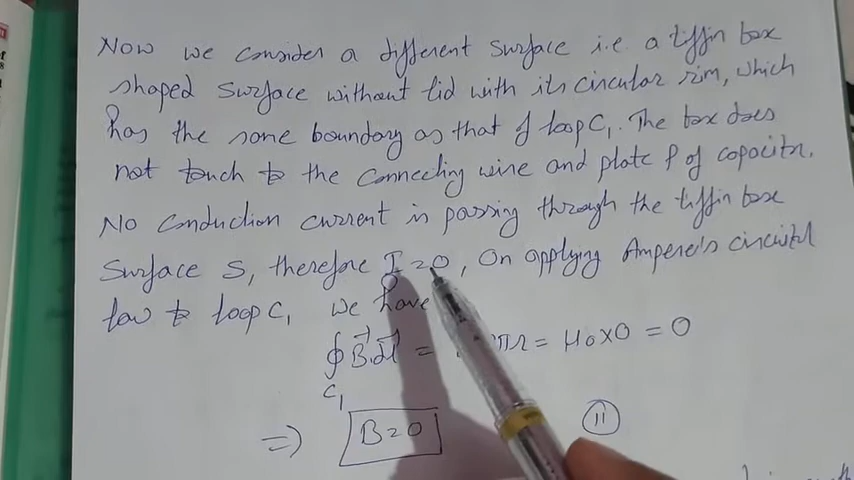 Now we consider a different surface i.e. a tiffin box
shaped surface without lid with its circular rim, which
has the same boundary as that of loop C₁. The box does
not touch to the connecting wire and plate P of capacitor.
No conduction current is passing through the tiffin box
surface S, therefore I = 0, On applying Ampere's circuital
law to loop C₁ we have
∮ B⃗.dl⃗ = πr = μ₀×0 = 0
C₁
⇒ B=0 (ii)